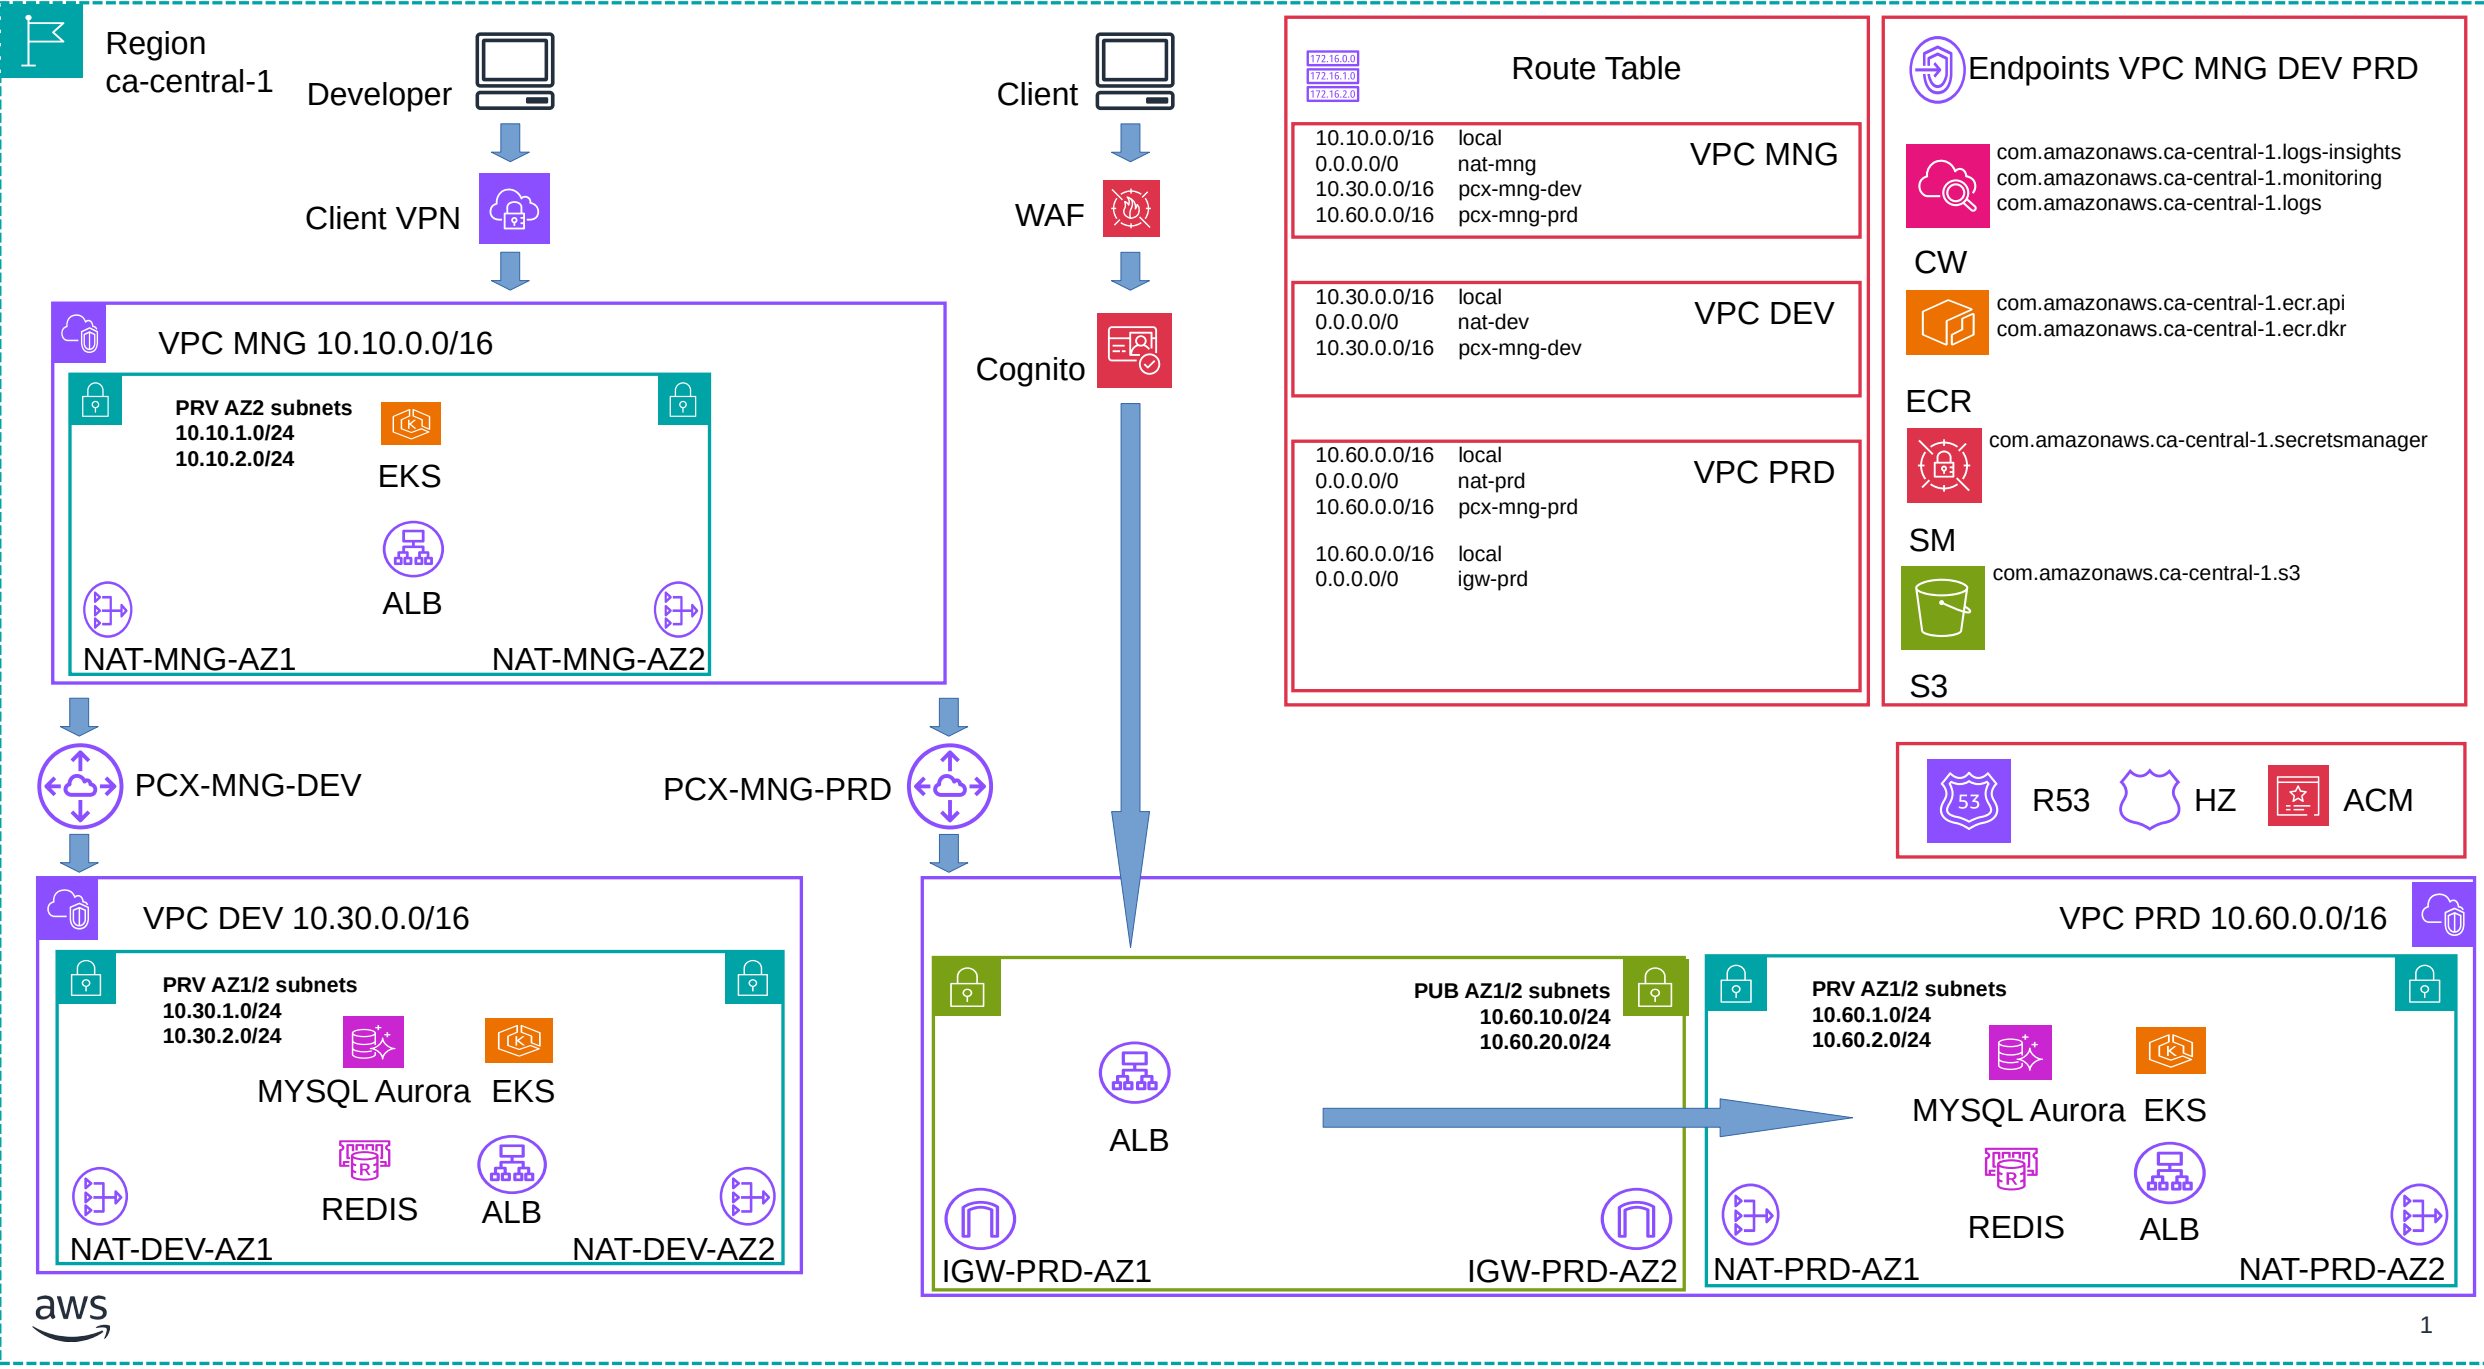 Region
ca-central-1
Developer
Client VPN
Client
WAF
Cognito
VPC MNG 10.10.0.0/16
PRV AZ2 subnets
10.10.1.0/24
10.10.2.0/24
EKS
ALB
NAT-MNG-AZ1
NAT-MNG-AZ2
PCX-MNG-DEV
PCX-MNG-PRD
172.16.0.0
172.16.1.0
172.16.2.0
Route Table
10.10.0.0/16 local
0.0.0.0/0 nat-mng
10.30.0.0/16 pcx-mng-dev
10.60.0.0/16 pcx-mng-prd
VPC MNG
10.30.0.0/16 local
0.0.0.0/0 nat-dev
10.30.0.0/16 pcx-mng-dev
VPC DEV
10.60.0.0/16 local
0.0.0.0/0 nat-prd
10.60.0.0/16 pcx-mng-prd
10.60.0.0/16 local
0.0.0.0/0 igw-prd
VPC PRD
Endpoints VPC MNG DEV PRD
com.amazonaws.ca-central-1.logs-insights
com.amazonaws.ca-central-1.monitoring
com.amazonaws.ca-central-1.logs
CW
com.amazonaws.ca-central-1.ecr.api
com.amazonaws.ca-central-1.ecr.dkr
ECR
com.amazonaws.ca-central-1.secretsmanager
SM
com.amazonaws.ca-central-1.s3
S3
53
R53
HZ
ACM
VPC DEV 10.30.0.0/16
PRV AZ1/2 subnets
10.30.1.0/24
10.30.2.0/24
K
MYSQL Aurora
EKS
R
REDIS
ALB
NAT-DEV-AZ1
NAT-DEV-AZ2
VPC PRD 10.60.0.0/16
PUB AZ1/2 subnets
10.60.10.0/24
10.60.20.0/24
ALB
IGW-PRD-AZ1
IGW-PRD-AZ2
PRV AZ1/2 subnets
10.60.1.0/24
10.60.2.0/24
K
MYSQL Aurora
EKS
R
REDIS
ALB
NAT-PRD-AZ1
NAT-PRD-AZ2
aws
1